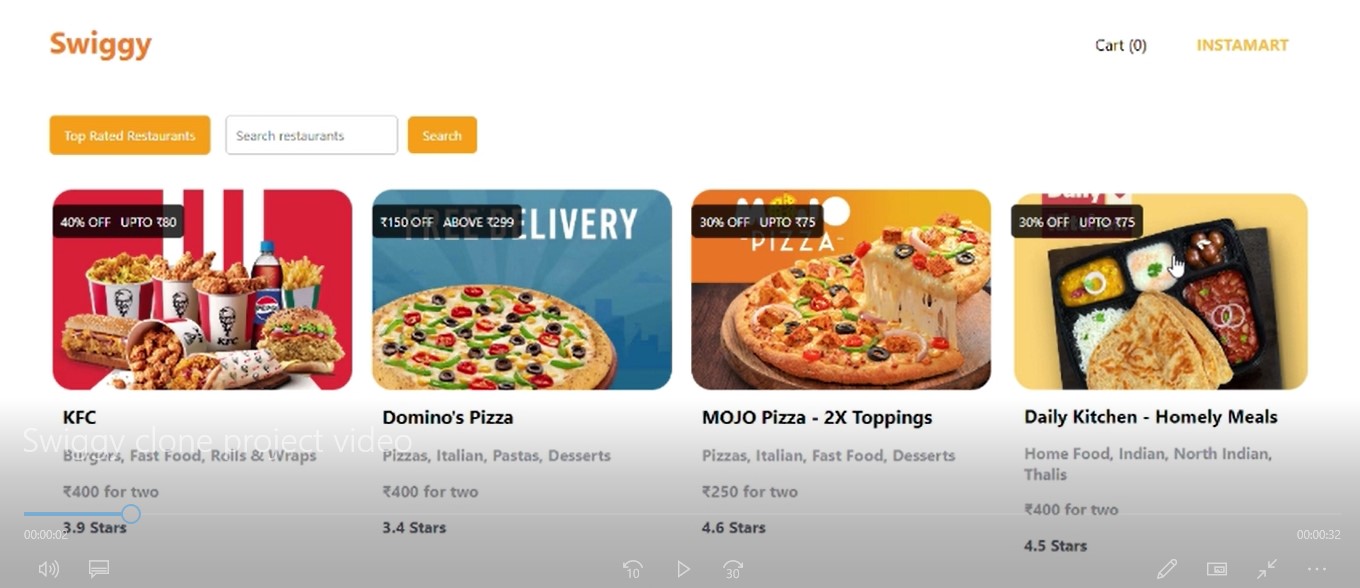 Swiggy
Cart (0)
INSTAMART
Top Rated Restaurants
Search restaurants
Search
40% OFF UPTO ₹80
₹150 OFF ABOVE ₹299
FREE DELIVERY
30% OFF UPTO ₹75
MOJO
-PIZZA-
30% OFF UPTO ₹75
Daily
KFC
KFC
Domino's Pizza
MOJO Pizza - 2X Toppings
Daily Kitchen - Homely Meals
Swiggy clone project video
Burgers, Fast Food, Rolls & Wraps
Pizzas, Italian, Pastas, Desserts
Pizzas, Italian, Fast Food, Desserts
Home Food, Indian, North Indian,
Thalis
₹400 for two
₹400 for two
₹250 for two
₹400 for two
3.9 Stars
3.4 Stars
4.6 Stars
4.5 Stars
00:00:02
00:00:32
10
30